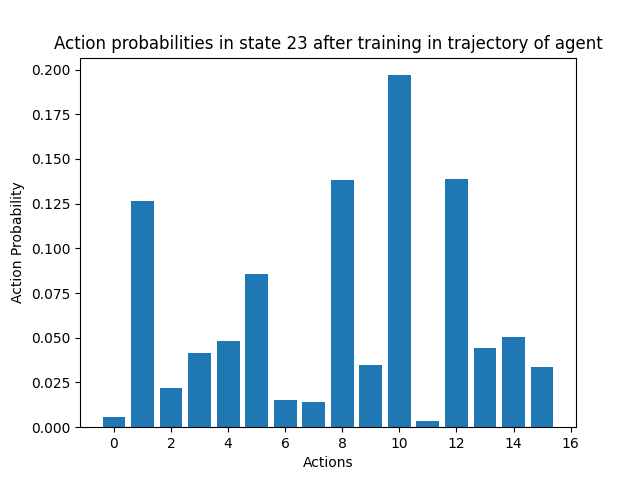 Action probabilities in state 23 after training in trajectory of agent
0.200
0.175
0.150
0.125
0.100
0.075
0.050
0.025
0.000
Action Probability
0 2 4 6 8 10 12 14 16
Actions